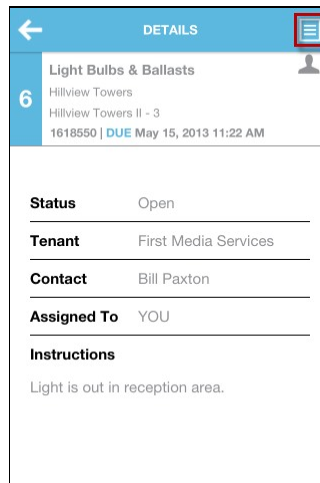 DETAILS
6
Light Bulbs & Ballasts
Hillview Towers
Hillview Towers II - 3
1618550 | DUE May 15, 2013 11:22 AM
Status Open
Tenant First Media Services
Contact Bill Paxton
Assigned To YOU
Instructions
Light is out in reception area.